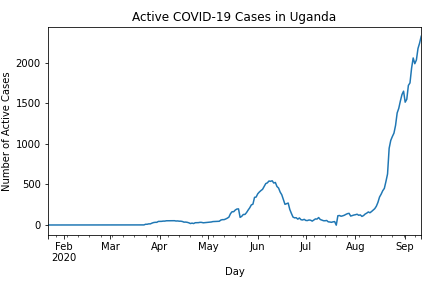 Active COVID-19 Cases in Uganda
Number of Active Cases
2000
1500
1000
500
0
Feb Mar Apr May Jun Jul Aug Sep
2020
Day